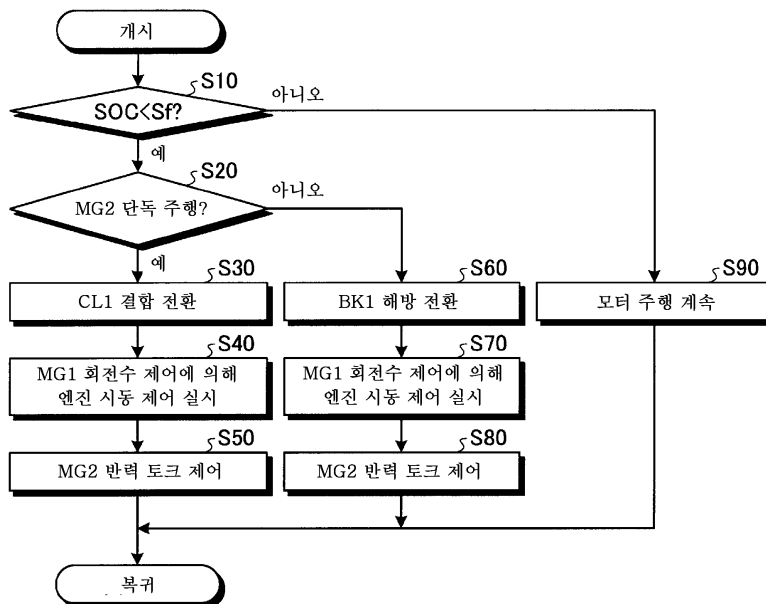 개시
S10
SOC<Sf?
아니오
예
S20
MG2 단독 주행?
아니오
예
S30
CL1 결합 전환
S60
BK1 해방 전환
S90
모터 주행 계속
S40
MG1 회전수 제어에 의해
엔진 시동 제어 실시
S70
MG1 회전수 제어에 의해
엔진 시동 제어 실시
S50
MG2 반력 토크 제어
S80
MG2 반력 토크 제어
복귀